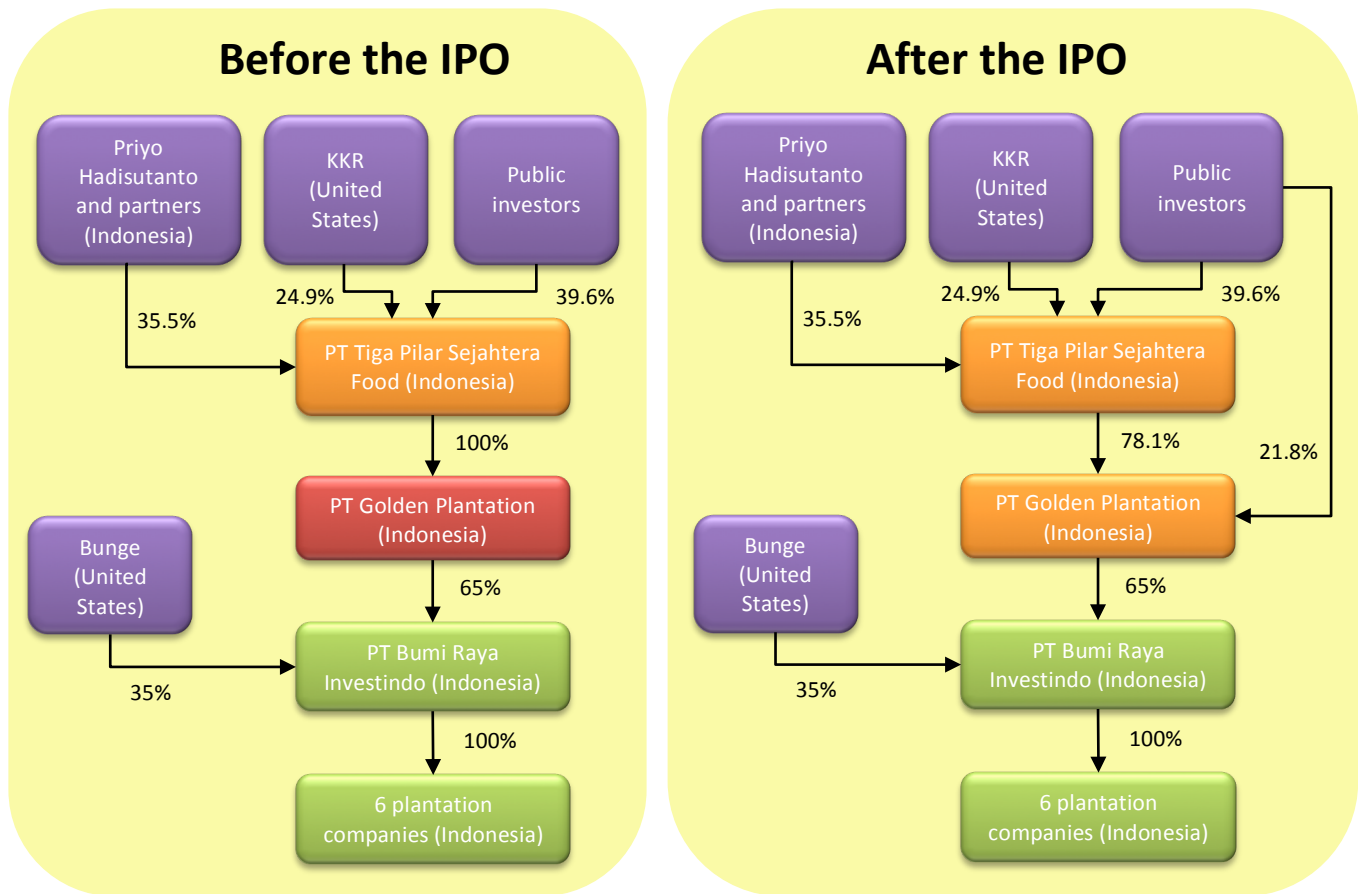 Before the IPO
Priyo
Hadisutanto
and partners
(Indonesia)
KKR
(United
States)
Public
investors
35.5%
24.9%
39.6%
PT Tiga Pilar Sejahtera
Food (Indonesia)
100%
PT Golden Plantation
(Indonesia)
Bunge
(United
States)
65%
35%
PT Bumi Raya
Investindo (Indonesia)
100%
6 plantation
companies (Indonesia)
After the IPO
Priyo
Hadisutanto
and partners
(Indonesia)
KKR
(United
States)
Public
investors
35.5%
24.9%
39.6%
PT Tiga Pilar Sejahtera
Food (Indonesia)
78.1%
21.8%
PT Golden Plantation
(Indonesia)
Bunge
(United
States)
65%
35%
PT Bumi Raya
Investindo (Indonesia)
100%
6 plantation
companies (Indonesia)